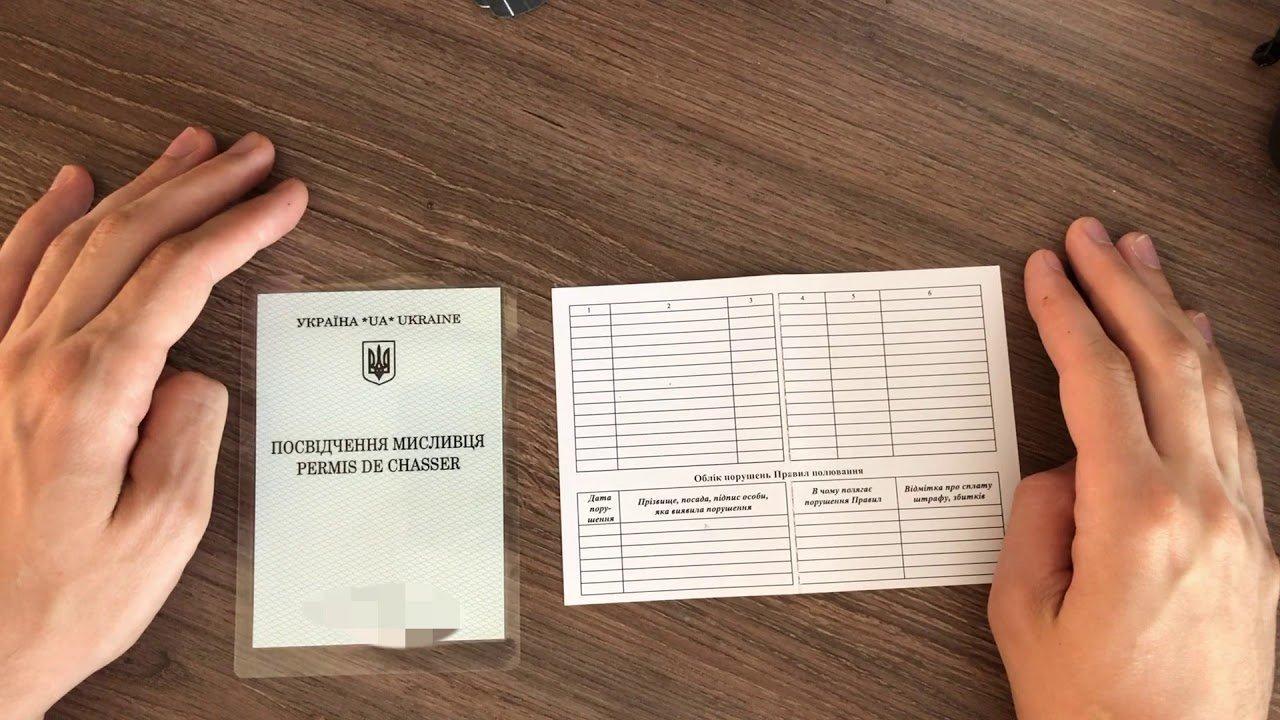 УКРАЇНА *UA* UKRAINE
ПОСВІДЧЕННЯ МИСЛИВЦЯ
PERMIS DE CHASSER
1 2 3 4 5 6
Облік порушень Правил полювання
Дата
пору-
шення
Прізвище, посада, підпис особи,
яка виявила порушення
В чому полягає
порушення Правил
Відмітка про сплату
штрафу, збитків